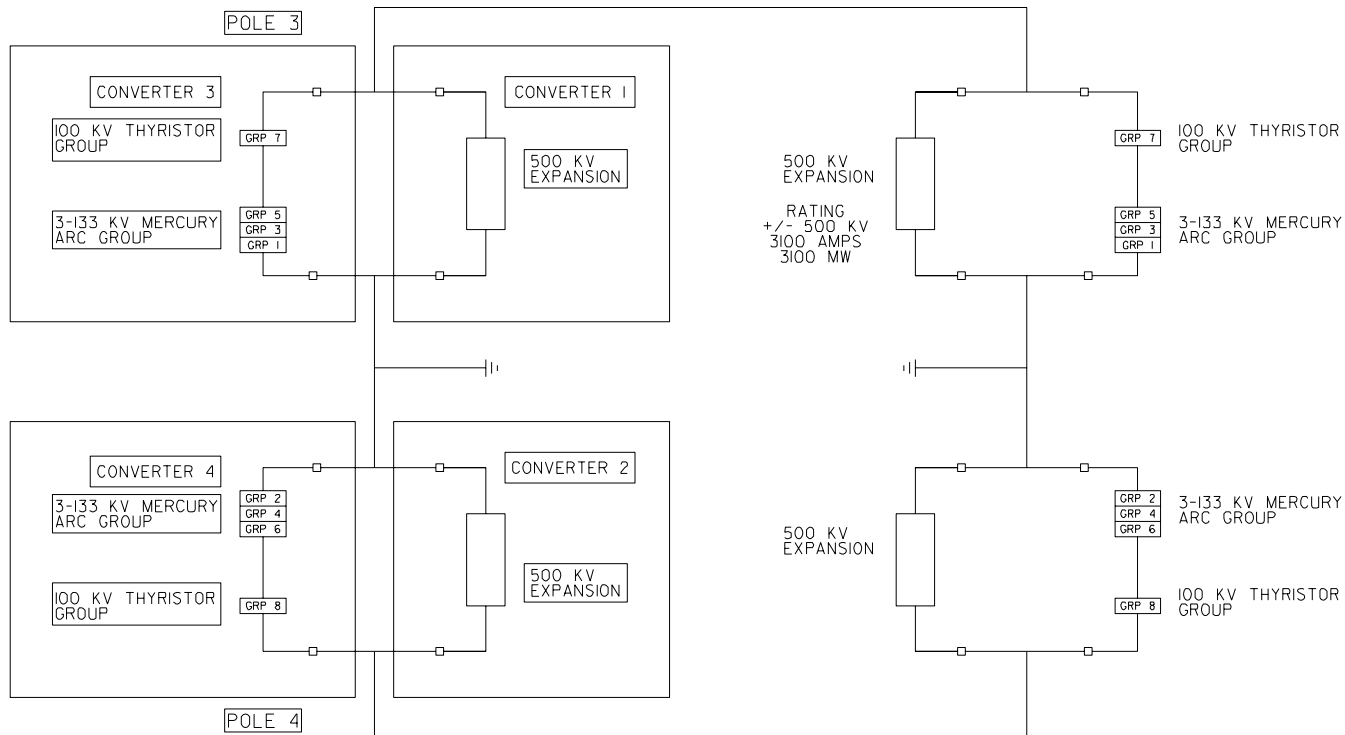 POLE 3
CONVERTER 3
100 KV THYRISTOR
GROUP
GRP 7
3-133 KV MERCURY
ARC GROUP
GRP 5
GRP 3
GRP 1
CONVERTER 1
500 KV
EXPANSION
500 KV
EXPANSION
RATING
+/- 500 KV
3100 AMPS
3100 MW
GRP 7
100 KV THYRISTOR
GROUP
GRP 5
GRP 3
GRP 1
3-133 KV MERCURY
ARC GROUP
CONVERTER 4
3-133 KV MERCURY
ARC GROUP
GRP 2
GRP 4
GRP 6
100 KV THYRISTOR
GROUP
GRP 8
CONVERTER 2
500 KV
EXPANSION
500 KV
EXPANSION
GRP 2
GRP 4
GRP 6
3-133 KV MERCURY
ARC GROUP
GRP 8
100 KV THYRISTOR
GROUP
POLE 4